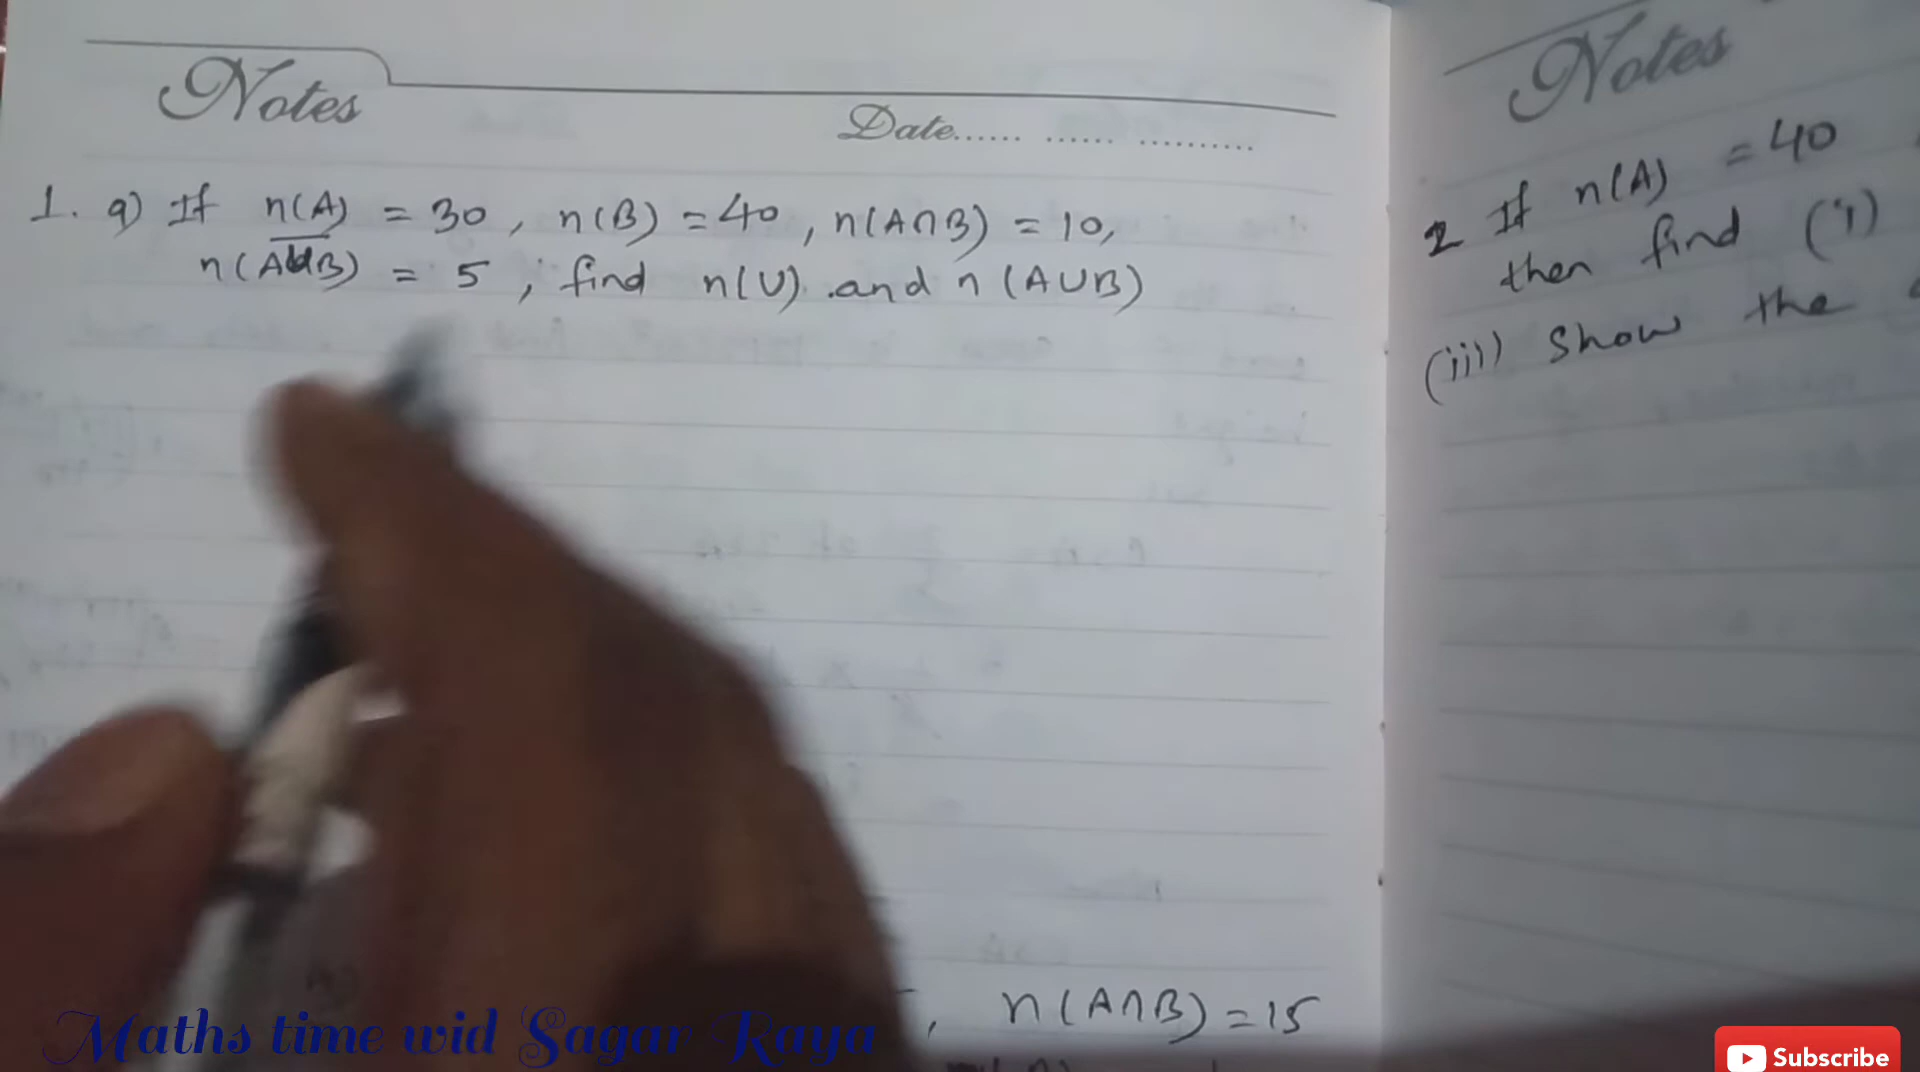 Notes
Date...... ...... ..........
1. a) If n(A) = 30, n(B) = 40, n(A∩B) = 10,
n(A̅∪̅B̅) = 5, find n(U) and n(A∪B)
, n(A∩B) = 15
Notes
2 If n(A) = 40
then find (i)
(iii) Show the
Maths time wid Sagar Raya
Subscribe